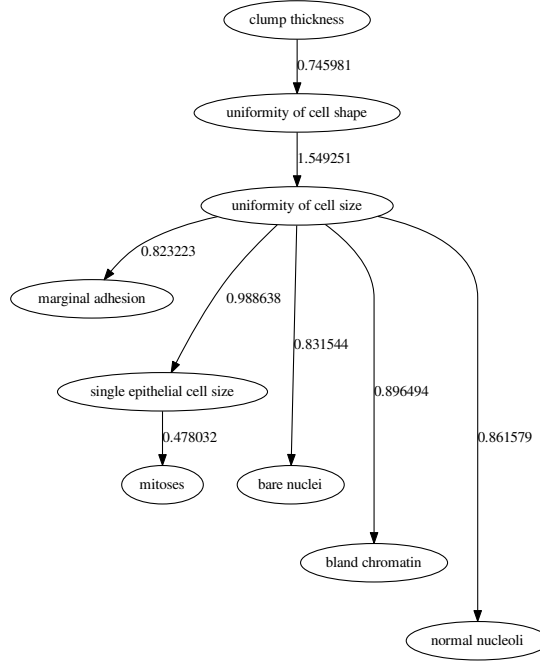 clump thickness
0.745981
uniformity of cell shape
1.549251
uniformity of cell size
0.823223
marginal adhesion
0.988638
0.831544
single epithelial cell size
0.896494
0.478032
0.861579
mitoses
bare nuclei
bland chromatin
normal nucleoli